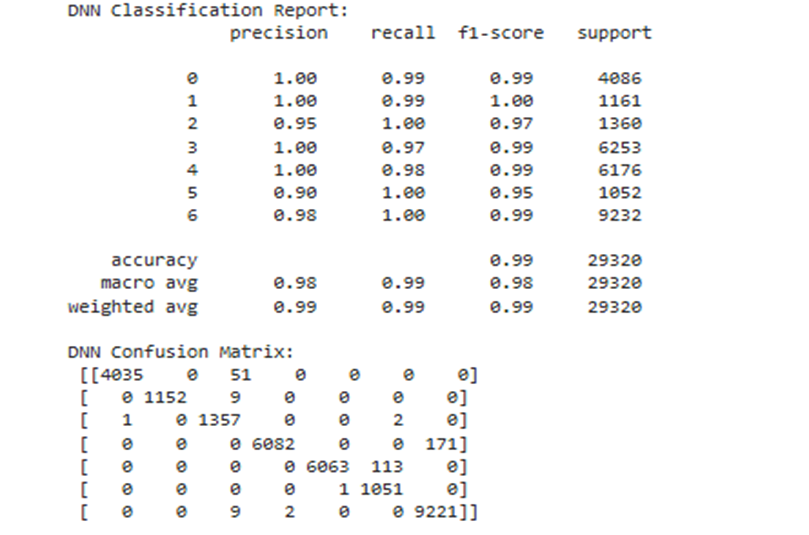 DNN Classification Report:
precision recall f1-score support
0 1.00 0.99 0.99 4086
1 1.00 0.99 1.00 1161
2 0.95 1.00 0.97 1360
3 1.00 0.97 0.99 6253
4 1.00 0.98 0.99 6176
5 0.90 1.00 0.95 1052
6 0.98 1.00 0.99 9232
accuracy 0.99 29320
macro avg 0.98 0.99 0.98 29320
weighted avg 0.99 0.99 0.99 29320
DNN Confusion Matrix:
[[4035 0 51 0 0 0 0]
[ 0 1152 9 0 0 0 0]
[ 1 0 1357 0 0 2 0]
[ 0 0 0 6082 0 0 171]
[ 0 0 0 0 6063 113 0]
[ 0 0 0 0 1 1051 0]
[ 0 0 9 2 0 0 9221]]